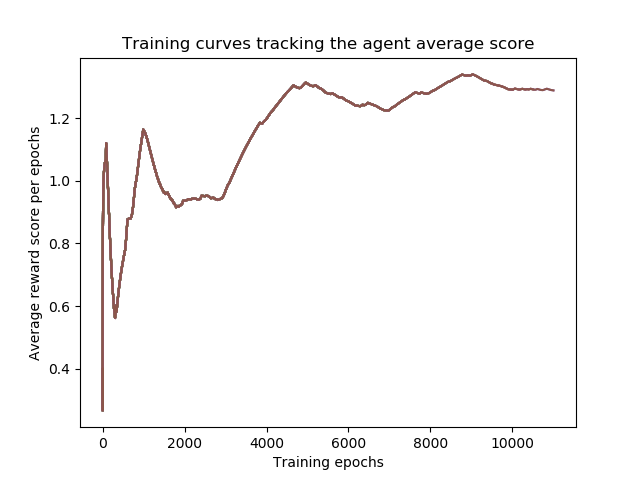 Training curves tracking the agent average score
Average reward score per epochs
1.2
1.0
0.8
0.6
0.4
0 2000 4000 6000 8000 10000
Training epochs